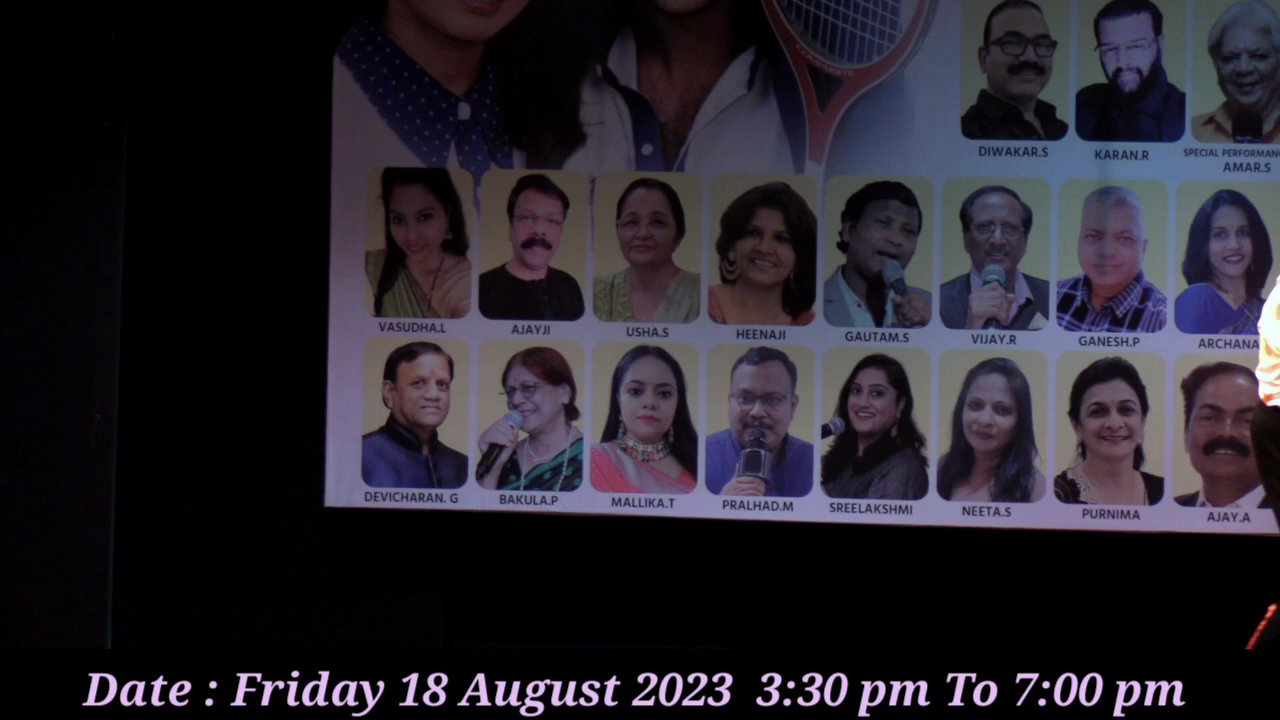 DIWAKAR.S
KARAN.R
SPECIAL PERFORMAN
AMAR.S
VASUDHA.L
AJAYJI
USHA.S
HEENAJI
GAUTAM.S
VIJAY.R
GANESH.P
ARCHANA
DEVICHARAN. G
BAKULA.P
MALLIKA.T
PRALHAD.M
SREELAKSHMI
NEETA.S
PURNIMA
AJAY.A
Date : Friday 18 August 2023 3:30 pm To 7:00 pm